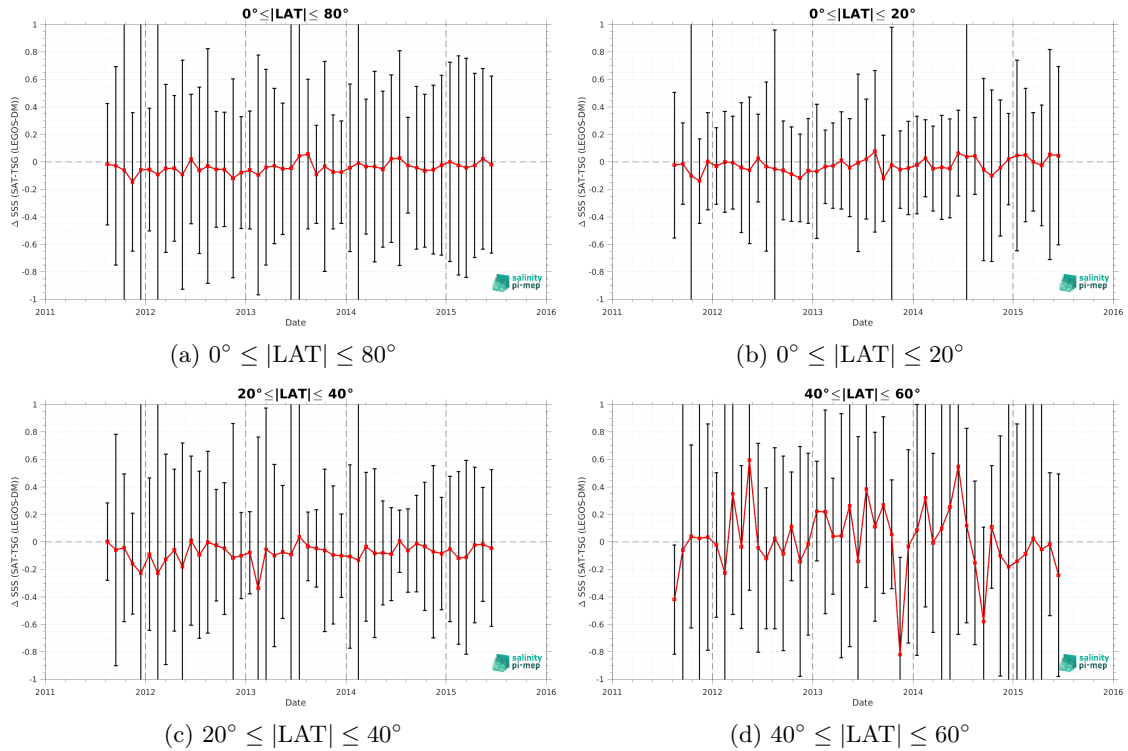 0°≤|LAT|≤ 80°
1
0.8
0.6
0.4
0.2
0
-0.2
-0.4
-0.6
-0.8
-1
Δ SSS (SAT-TSG (LEGOS-DM))
salinity
pi-mep
2011 2012 2013 2014 2015 2016
Date
(a) 0° ≤ |LAT| ≤ 80°
0°≤|LAT|≤ 20°
1
0.8
0.6
0.4
0.2
0
-0.2
-0.4
-0.6
-0.8
-1
Δ SSS (SAT-TSG (LEGOS-DM))
salinity
pi-mep
2011 2012 2013 2014 2015 2016
Date
(b) 0° ≤ |LAT| ≤ 20°
20°≤|LAT|≤ 40°
1
0.8
0.6
0.4
0.2
0
-0.2
-0.4
-0.6
-0.8
-1
Δ SSS (SAT-TSG (LEGOS-DM))
salinity
pi-mep
2011 2012 2013 2014 2015 2016
Date
(c) 20° ≤ |LAT| ≤ 40°
40°≤|LAT|≤ 60°
1
0.8
0.6
0.4
0.2
0
-0.2
-0.4
-0.6
-0.8
-1
Δ SSS (SAT-TSG (LEGOS-DM))
salinity
pi-mep
2011 2012 2013 2014 2015 2016
Date
(d) 40° ≤ |LAT| ≤ 60°